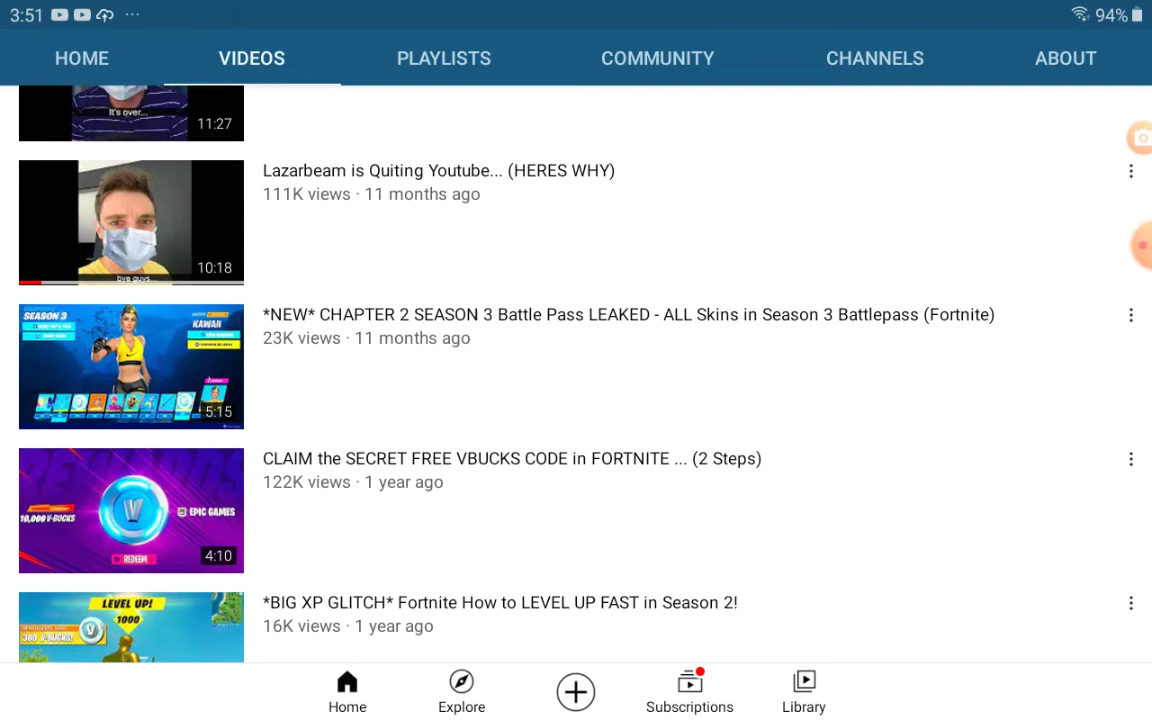 3:51 ... 94%
HOME VIDEOS PLAYLISTS COMMUNITY CHANNELS ABOUT
It's over...
11:27
Lazarbeam is Quiting Youtube... (HERES WHY)
111K views · 11 months ago
10:18
bye guys...
*NEW* CHAPTER 2 SEASON 3 Battle Pass LEAKED - ALL Skins in Season 3 Battlepass (Fortnite)
23K views · 11 months ago
SEASON 3
KAWAII
5:15
CLAIM the SECRET FREE VBUCKS CODE in FORTNITE ... (2 Steps)
122K views · 1 year ago
10,000 V-BUCKS
EPIC GAMES
REDEEM
4:10
*BIG XP GLITCH* Fortnite How to LEVEL UP FAST in Season 2!
16K views · 1 year ago
LEVEL UP!
1000
Home Explore Subscriptions Library